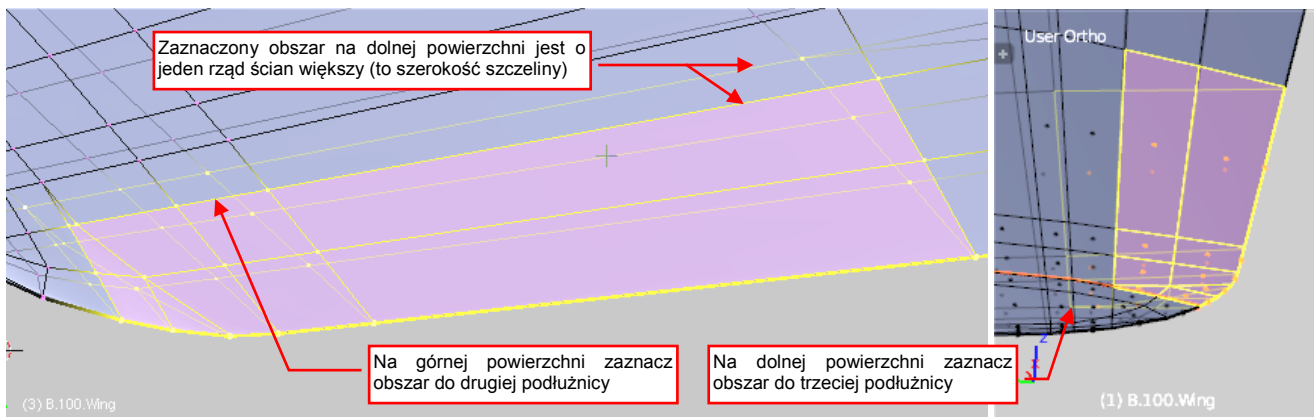 Zaznaczony obszar na dolnej powierzchni jest o
jeden rząd ścian większy (to szerokość szczeliny)
User Ortho
Na górnej powierzchni zaznacz
obszar do drugiej podłużnicy
Na dolnej powierzchni zaznacz
obszar do trzeciej podłużnicy
z
(3) B.100.Wing
(1) B.100.Wing